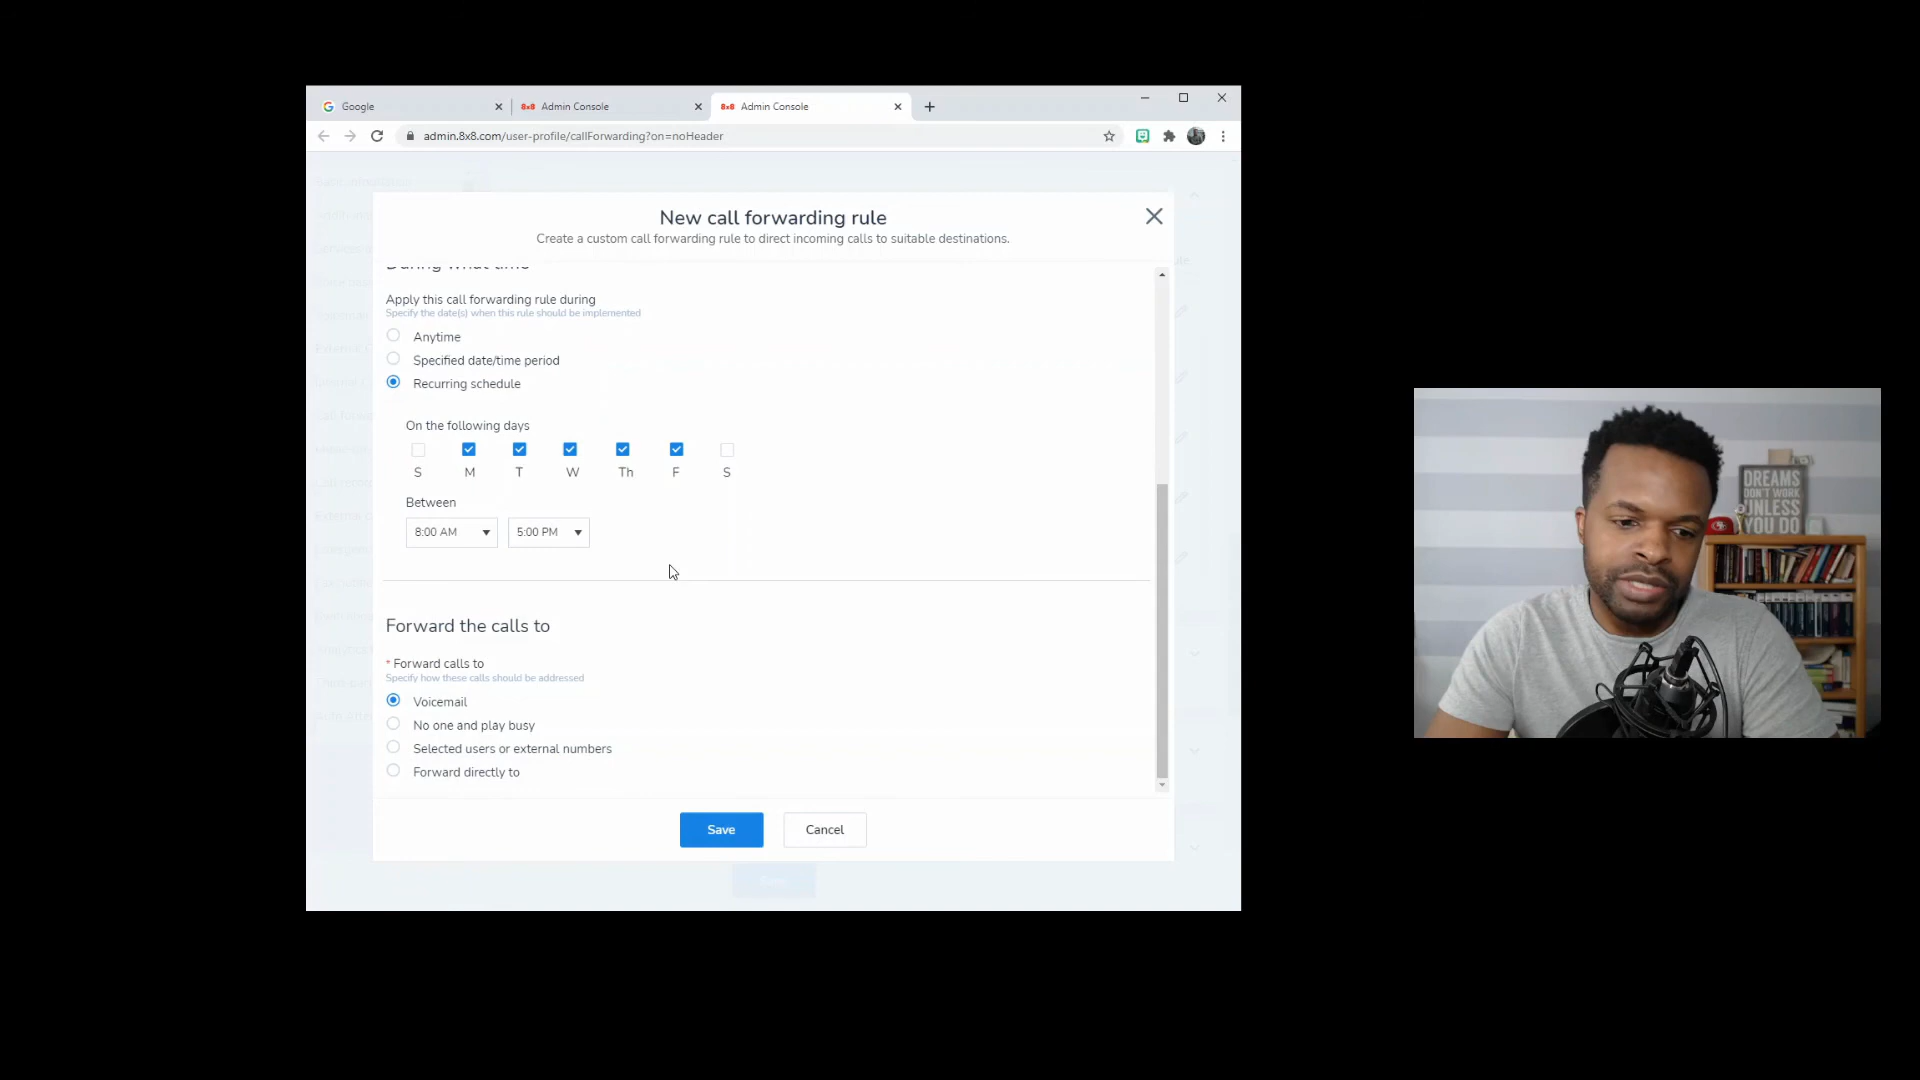 Google
8x8 Admin Console
8x8 Admin Console
admin.8x8.com/user-profile/callForwarding?on=noHeader
New call forwarding rule
Create a custom call forwarding rule to direct incoming calls to suitable destinations.
During what time
Apply this call forwarding rule during
Specify the date(s) when this rule should be implemented
Anytime
Specified date/time period
Recurring schedule
On the following days
S M T W Th F S
Between
8:00 AM 5:00 PM
Forward the calls to
* Forward calls to
Specify how these calls should be addressed
Voicemail
No one and play busy
Selected users or external numbers
Forward directly to
Save Cancel
DREAMS
DON'T WORK
UNLESS
YOU DO